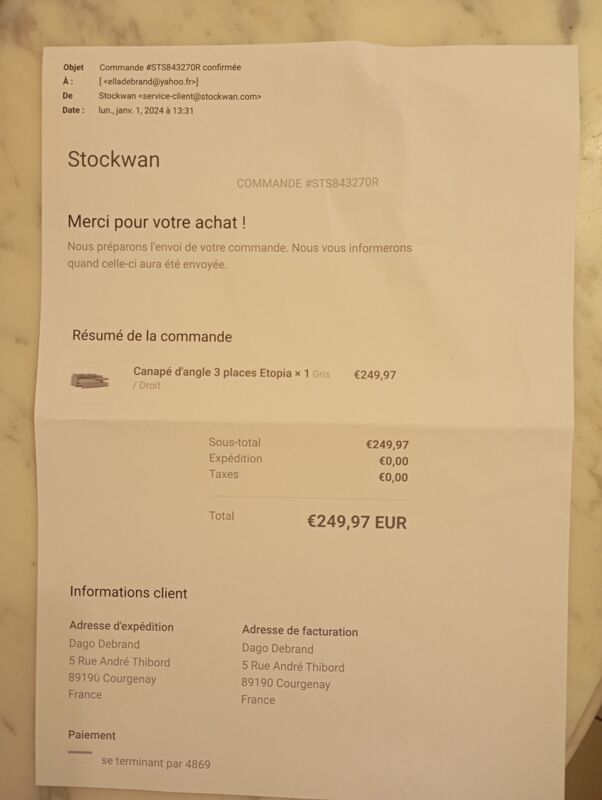 Objet Commande #STS843270R confirmée
À : [ <elladebrand@yahoo.fr>]
De Stockwan <service-client@stockwan.com>
Date : lun., janv. 1, 2024 à 13:31
Stockwan
COMMANDE #STS843270R
Merci pour votre achat !
Nous préparons l'envoi de votre commande. Nous vous informerons
quand celle-ci aura été envoyée.
Résumé de la commande
Canapé d'angle 3 places Etopia × 1 Gris €249,97
/ Droit
Sous-total €249,97
Expédition €0,00
Taxes €0,00
Total €249,97 EUR
Informations client
Adresse d'expédition Adresse de facturation
Dago Debrand Dago Debrand
5 Rue André Thibord 5 Rue André Thibord
89190 Courgenay 89190 Courgenay
France France
Paiement
se terminant par 4869